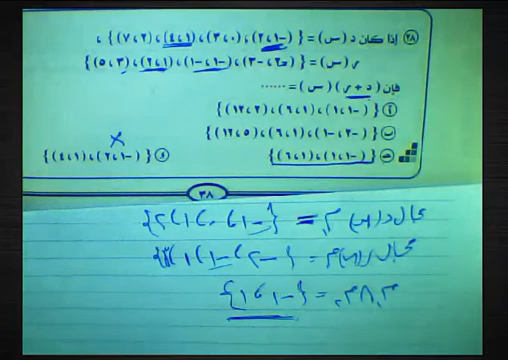 ٢٨ إذا كان د (س) = { (-١، ٢)، (٠، ٣)، (١، ٤)، (٢، ٧) } ،
ر (س) = { (-٢، -٣)، (-١، -١)، (١، ٢)، (٣، ٥) }
فإن (د + ر) (س) = ......
أ { (-١، ١)، (١، ٦)، (٢، ١٢) }
ب { (-٢، -١)، (١، ٦)، (٥، ١٢) }
جـ { (-١، ١)، (١، ٦) }
د { (-١، ٢)، (١، ٤) }
٣٨
مجال د(س) م١ = { -١، ٠، ١، ٢ }
مجال ر(س) م٢ = { -٢، -١، ١، ٣ }
م١ ∩ م٢ = { -١، ١ }